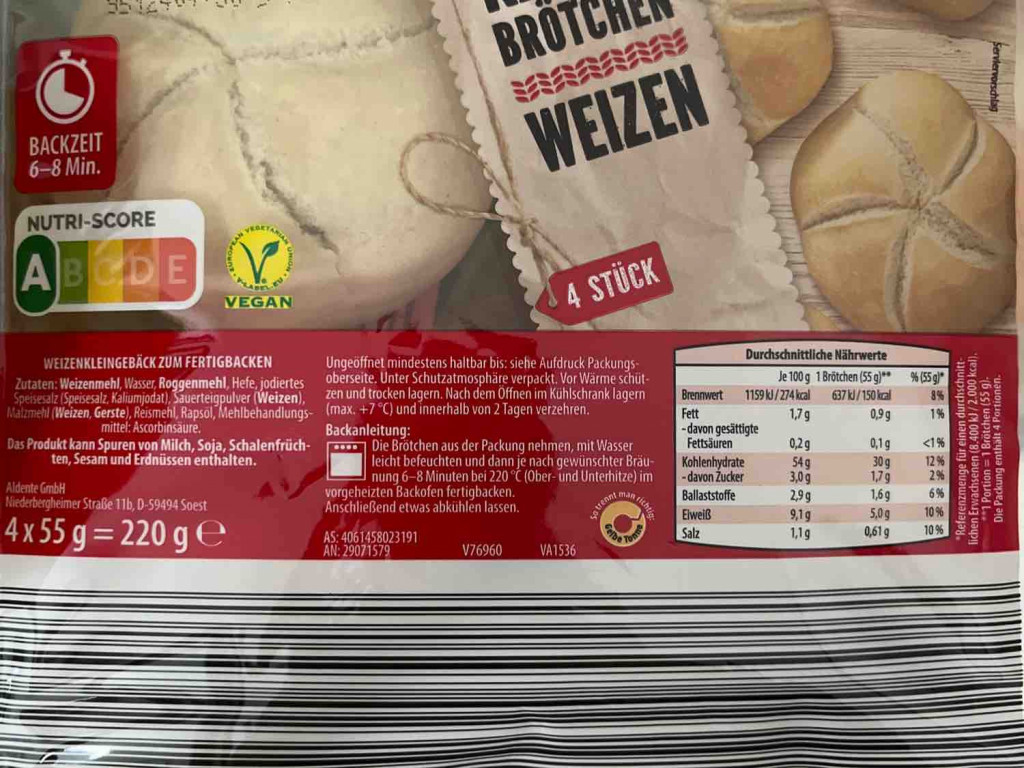 BRÖTCHEN
WEIZEN
4 STÜCK
Serviervorschlag
BACKZEIT
6–8 Min.
NUTRI-SCORE
A B C D E
EUROPEAN VEGETARIAN UNION
V-LABEL.EU
VEGAN
WEIZENKLEINGEBÄCK ZUM FERTIGBACKEN
Zutaten: Weizenmehl, Wasser, Roggenmehl, Hefe, jodiertes
Speisesalz (Speisesalz, Kaliumjodat), Sauerteigpulver (Weizen),
Malzmehl (Weizen, Gerste), Reismehl, Rapsöl, Mehlbehandlungs-
mittel: Ascorbinsäure.
Das Produkt kann Spuren von Milch, Soja, Schalenfrüch-
ten, Sesam und Erdnüssen enthalten.
Aldente GmbH
Niederbergheimer Straße 11b, D-59494 Soest
4 x 55 g = 220 g ℮
Ungeöffnet mindestens haltbar bis: siehe Aufdruck Packungs-
oberseite. Unter Schutzatmosphäre verpackt. Vor Wärme schüt-
zen und trocken lagern. Nach dem Öffnen im Kühlschrank lagern
(max. +7 °C) und innerhalb von 2 Tagen verzehren.
Backanleitung:
Die Brötchen aus der Packung nehmen, mit Wasser
leicht befeuchten und dann je nach gewünschter Bräu-
nung 6–8 Minuten bei 220 °C (Ober- und Unterhitze) im
vorgeheizten Backofen fertigbacken.
Anschließend etwas abkühlen lassen.
AS: 4061458023191
AN: 29071579 V76960 VA1536
So trennt man richtig:
Gelbe Tonne
Durchschnittliche Nährwerte
Je 100 g 1 Brötchen (55 g)** % (55 g)*
Brennwert 1159 kJ / 274 kcal 637 kJ / 150 kcal 8 %
Fett 1,7 g 0,9 g 1 %
- davon gesättigte
Fettsäuren 0,2 g 0,1 g <1 %
Kohlenhydrate 54 g 30 g 12 %
- davon Zucker 3,0 g 1,7 g 2 %
Ballaststoffe 2,9 g 1,6 g 6 %
Eiweiß 9,1 g 5,0 g 10 %
Salz 1,1 g 0,61 g 10 %
*Referenzmenge für einen durchschnitt-
lichen Erwachsenen (8.400 kJ / 2.000 kcal).
**1 Portion = 1 Brötchen (55 g).
Die Packung enthält 4 Portionen.